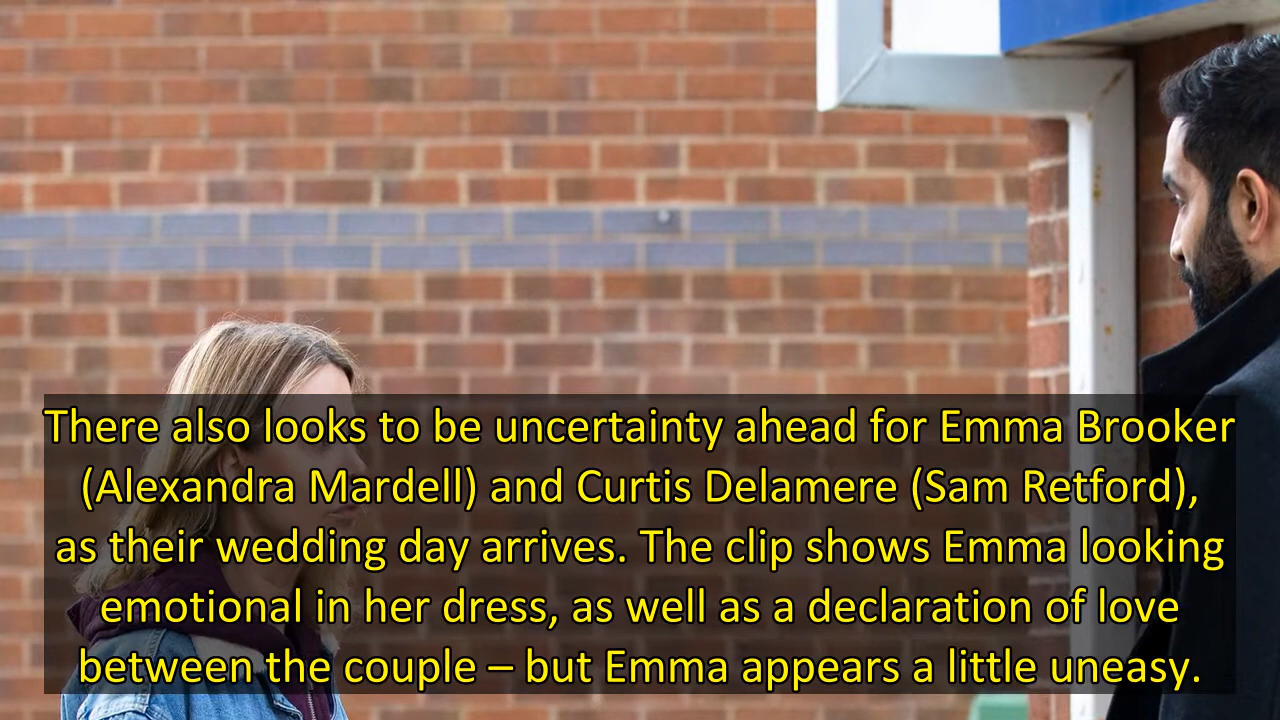 There also looks to be uncertainty ahead for Emma Brooker
(Alexandra Mardell) and Curtis Delamere (Sam Retford),
as their wedding day arrives. The clip shows Emma looking
emotional in her dress, as well as a declaration of love
between the couple – but Emma appears a little uneasy.